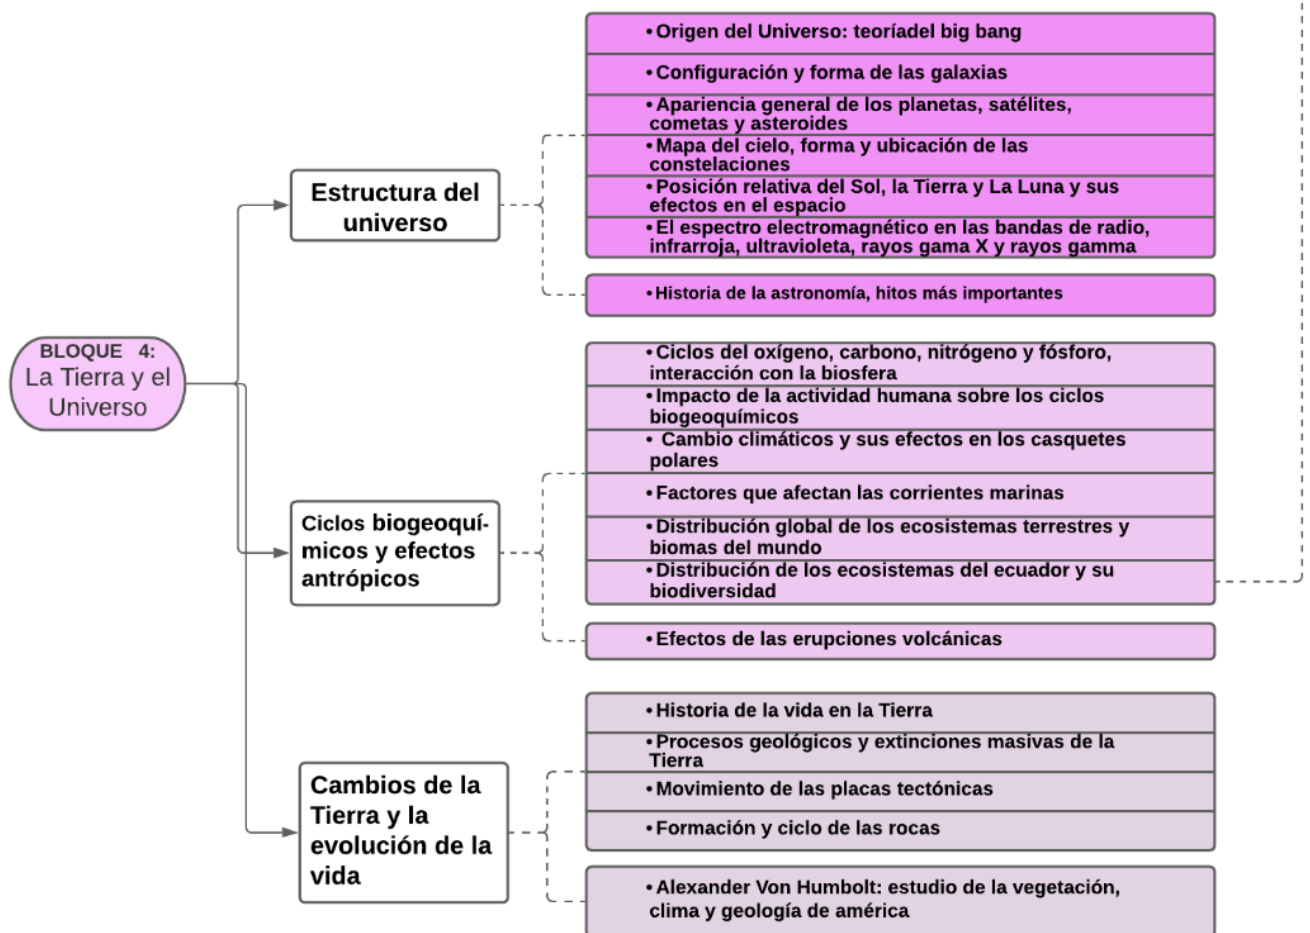 • Origen del Universo: teoríadel big bang
• Configuración y forma de las galaxias
• Apariencia general de los planetas, satélites,
cometas y asteroides
• Mapa del cielo, forma y ubicación de las
constelaciones
• Posición relativa del Sol, la Tierra y La Luna y sus
efectos en el espacio
• El espectro electromagnético en las bandas de radio,
infrarroja, ultravioleta, rayos gama X y rayos gamma
• Historia de la astronomía, hitos más importantes
Estructura del
universo
BLOQUE 4:
La Tierra y el
Universo
• Ciclos del oxígeno, carbono, nitrógeno y fósforo,
interacción con la biosfera
• Impacto de la actividad humana sobre los ciclos
biogeoquímicos
• Cambio climáticos y sus efectos en los casquetes
polares
• Factores que afectan las corrientes marinas
• Distribución global de los ecosistemas terrestres y
biomas del mundo
• Distribución de los ecosistemas del ecuador y su
biodiversidad
• Efectos de las erupciones volcánicas
Ciclos biogeoquí-
micos y efectos
antrópicos
• Historia de la vida en la Tierra
• Procesos geológicos y extinciones masivas de la
Tierra
• Movimiento de las placas tectónicas
• Formación y ciclo de las rocas
• Alexander Von Humbolt: estudio de la vegetación,
clima y geología de américa
Cambios de la
Tierra y la
evolución de la
vida